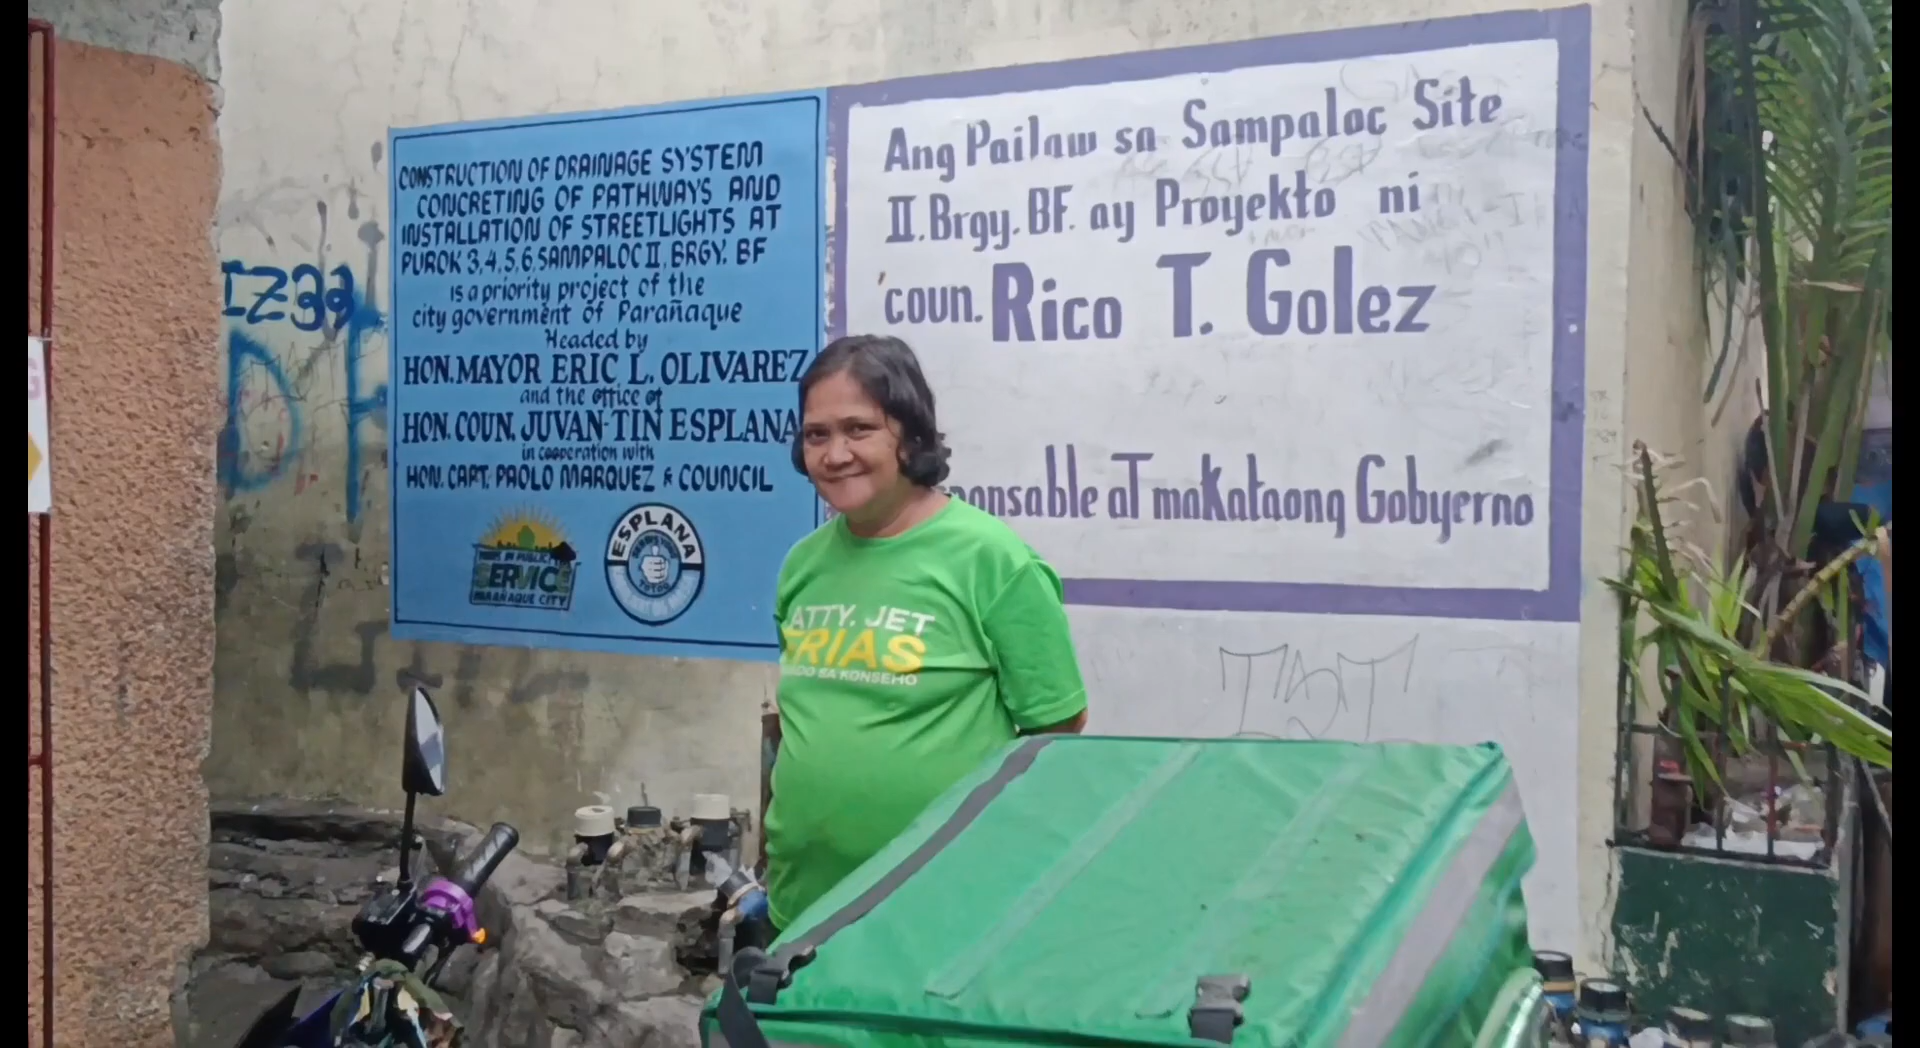 CONSTRUCTION OF DRAINAGE SYSTEM
CONCRETING OF PATHWAYS AND
INSTALLATION OF STREETLIGHTS AT
PUROK 3,4,5,6, SAMPALOC II, BRGY. BF
is a priority project of the
city government of Parañaque
Headed by
HON. MAYOR ERIC L. OLIVAREZ
and the office of
HON. COUN. JUVAN-TIN ESPLANA
in cooperation with
HON. CAPT. PAOLO MARQUEZ & COUNCIL
PUBLIC
SERVICE
PARAÑAQUE CITY
ESPLANA
Ang Pailaw sa Sampaloc Site
II. Brgy. BF. ay Proyekto ni
coun. Rico T. Golez
aT maKataong Gobyerno
ATTY. JET
FRIAS
SA KONSEHO
IZ33